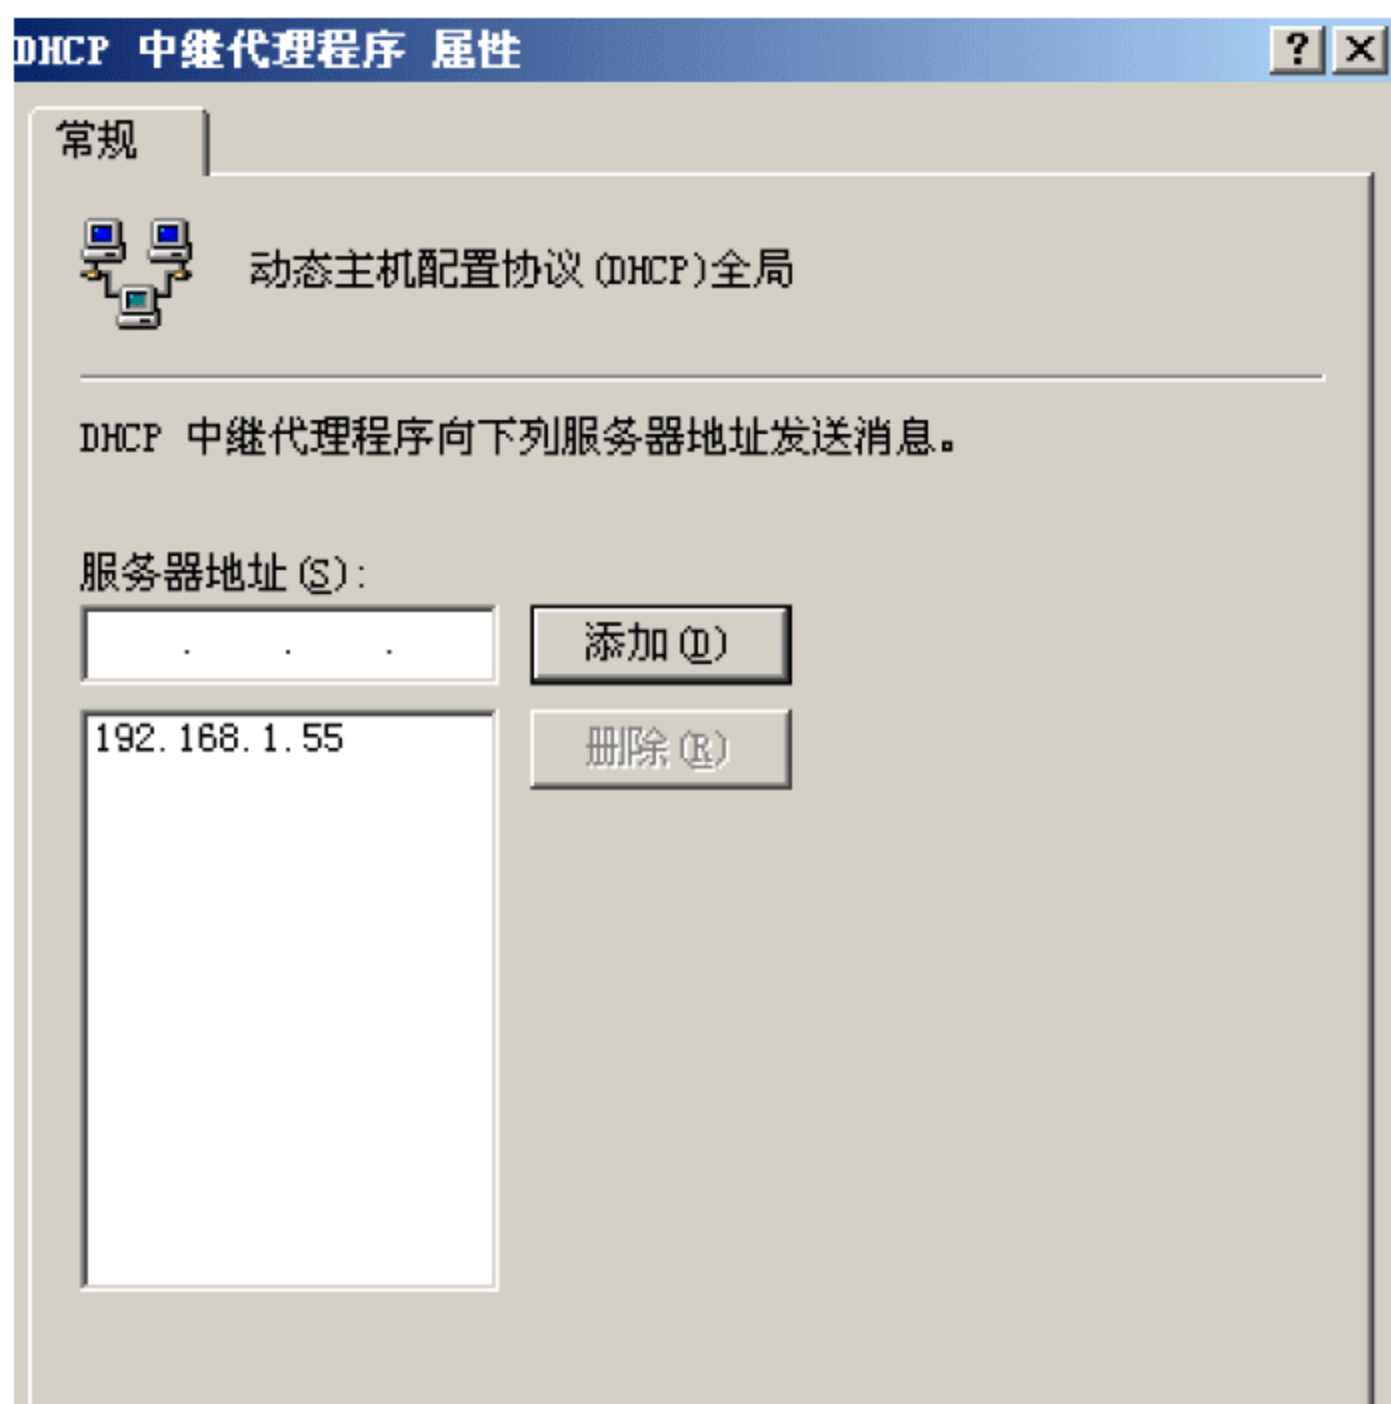 DHCP 中继代理程序 属性
常规
动态主机配置协议(DHCP)全局
DHCP 中继代理程序向下列服务器地址发送消息。
服务器地址(S):
. . .
添加(D)
192.168.1.55
删除(R)